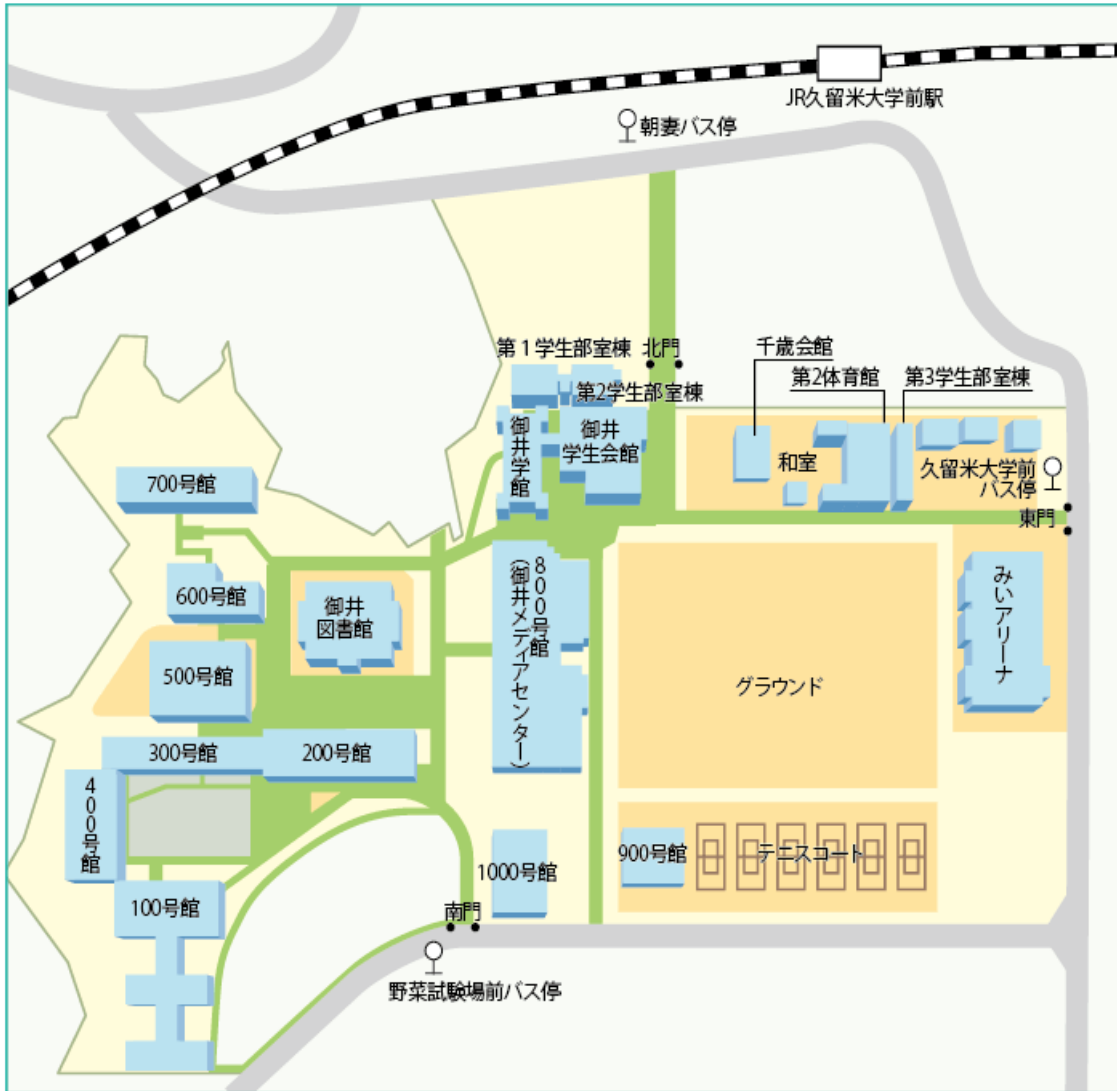 JR久留米大学前駅
朝妻バス停
第1学生部室棟
北門
千歳会館
第2学生部室棟
第2体育館
第3学生部室棟
御井学館
御井
学生会館
和室
久留米大学前
バス停
700号館
東門
600号館
御井
図書館
800号館
(御井メディアセンター)
みいアリーナ
500号館
グラウンド
300号館
200号館
400号館
900号館
テニスコート
1000号館
100号館
南門
野菜試験場前バス停